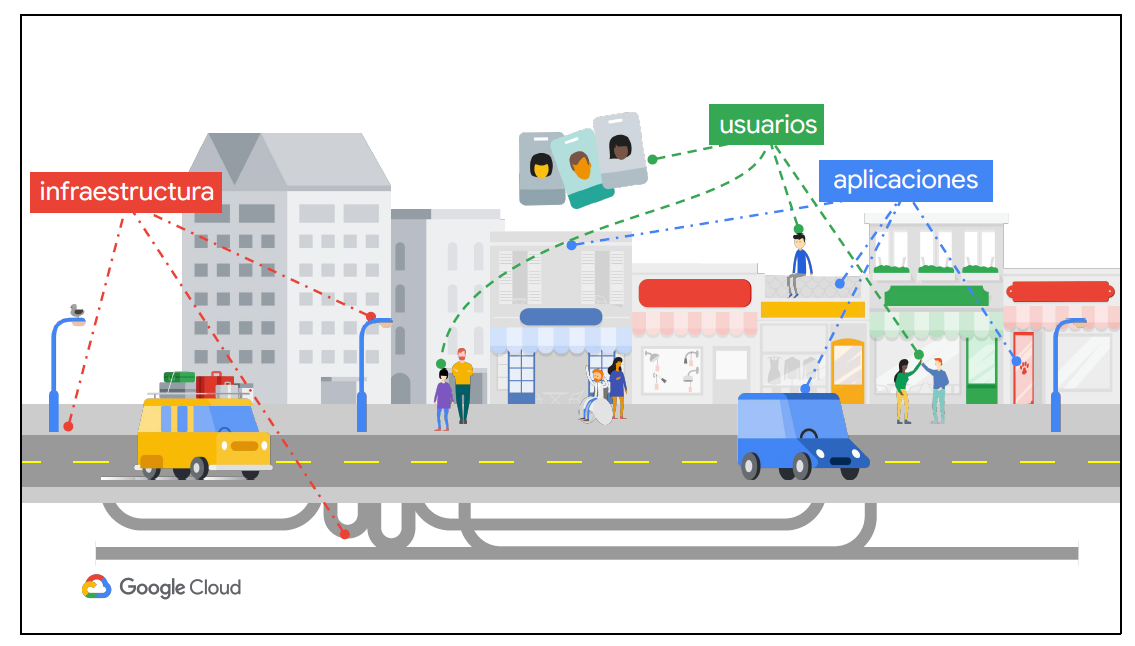 usuarios
aplicaciones
infraestructura
Google Cloud